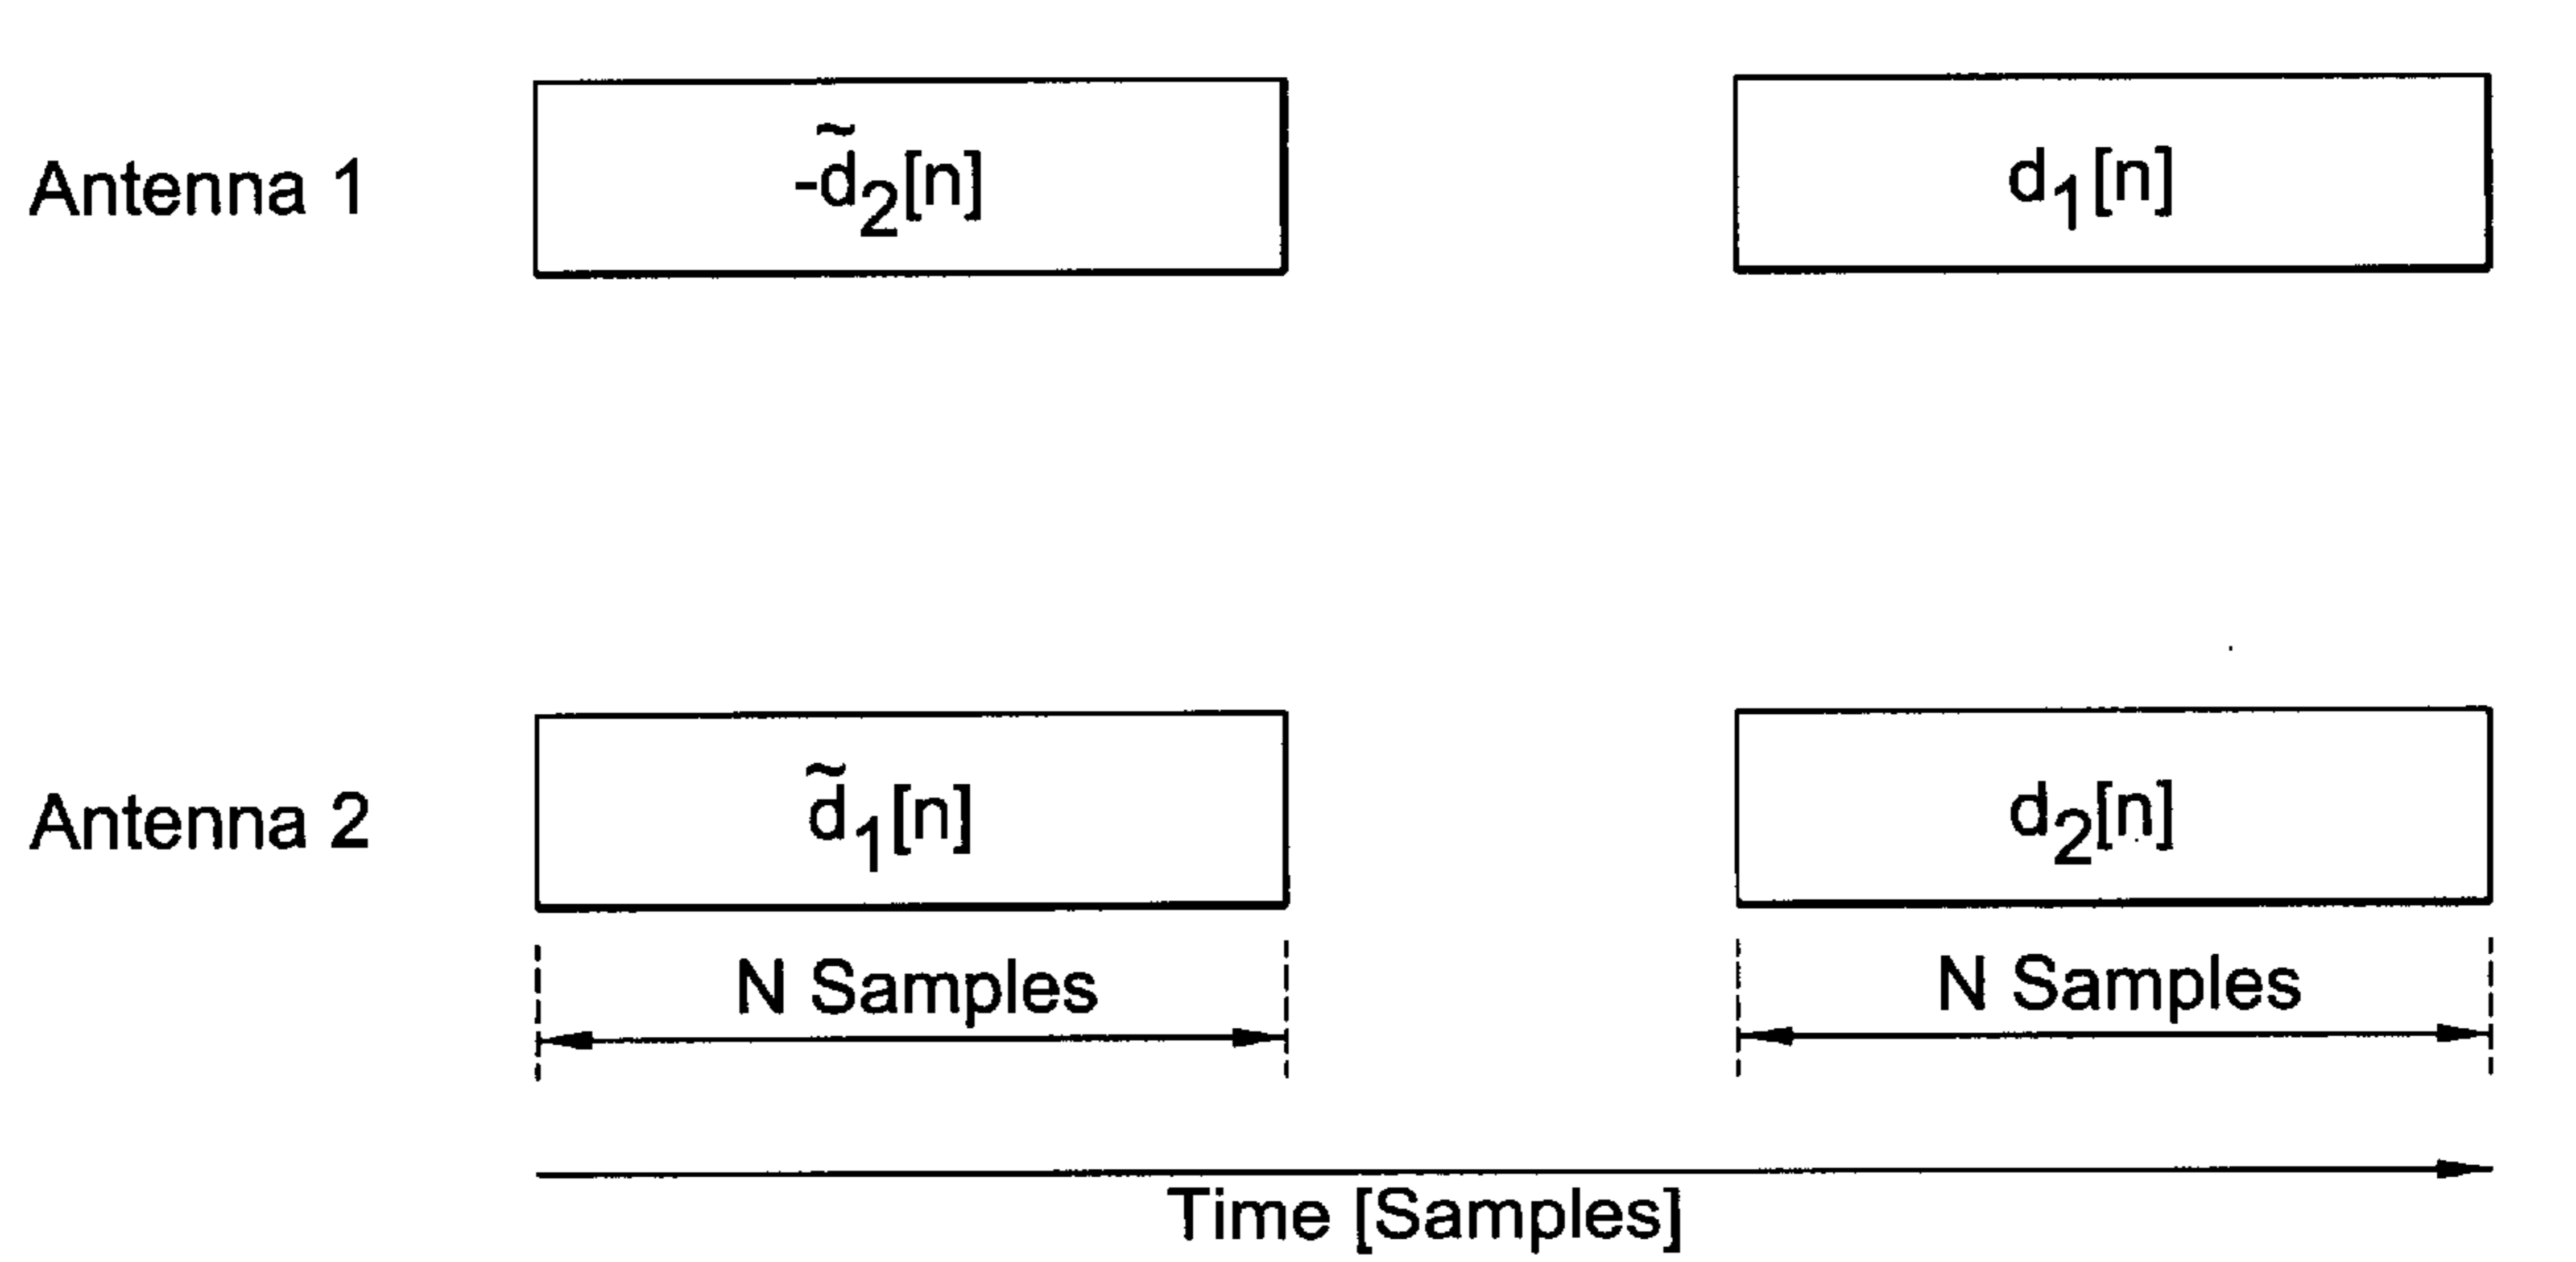 Antenna 1 -d̃₂[n] d₁[n]
Antenna 2 d̃₁[n] d₂[n]
N Samples N Samples
Time [Samples]